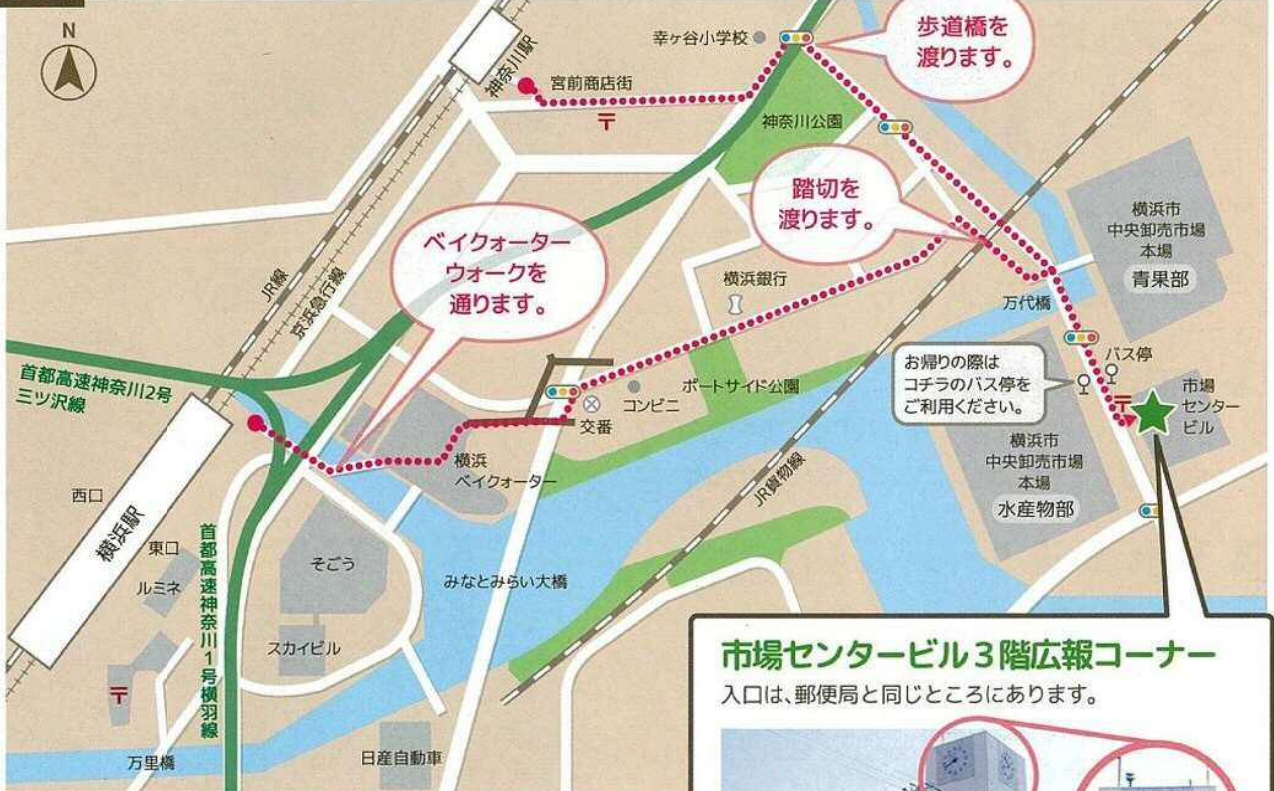 N
神奈川駅
幸ヶ谷小学校
歩道橋を
渡ります。
宮前商店街
〒
神奈川公園
踏切を
渡ります。
横浜市
中央卸売市場
本場
青果部
ベイクォーター
ウォークを
通ります。
JR線
京浜急行線
横浜銀行
万代橋
首都高速神奈川2号
三ツ沢線
お帰りの際は
コチラのバス停を
ご利用ください。
バス停
〒
市場
センター
ビル
ポートサイド公園
コンビニ
交番
横浜
ベイクォーター
JR貨物線
横浜市
中央卸売市場
本場
水産物部
西口
横浜駅
東口
ルミネ
首都高速神奈川1号横羽線
そごう
みなとみらい大橋
スカイビル
〒
万里橋
日産自動車
市場センタービル3階広報コーナー
入口は、郵便局と同じところにあります。